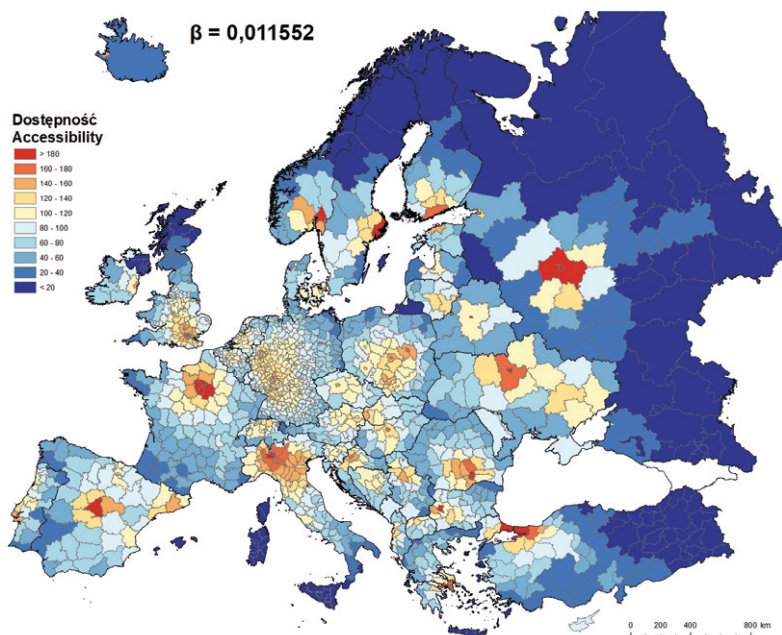 β = 0,011552
Dostępność
Accessibility
> 180
160 - 180
140 - 160
120 - 140
100 - 120
80 - 100
60 - 80
40 - 60
20 - 40
< 20
0 200 400 800 km